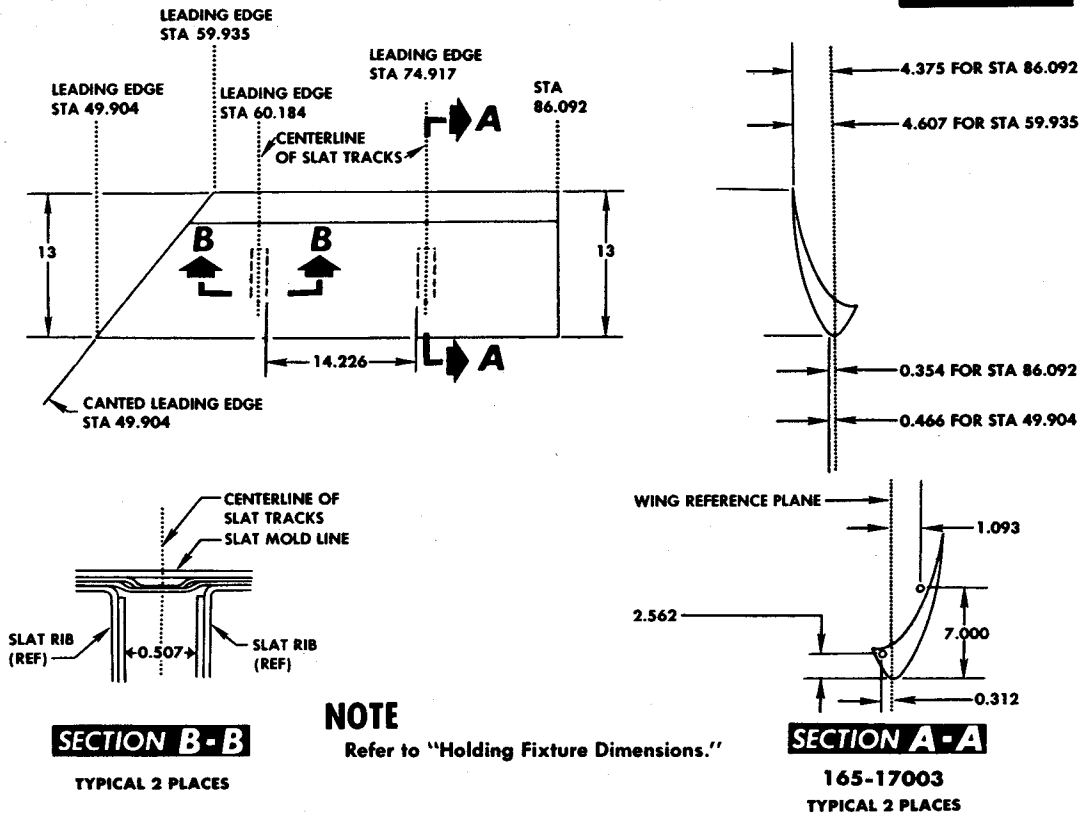 LEADING EDGE
STA 59.935
LEADING EDGE
STA 74.917
LEADING EDGE
STA 49.904
LEADING EDGE
STA 60.184
STA
86.092
CENTERLINE
OF SLAT TRACKS
A
B
B
13
13
14.226
A
CANTED LEADING EDGE
STA 49.904
4.375 FOR STA 86.092
4.607 FOR STA 59.935
0.354 FOR STA 86.092
0.466 FOR STA 49.904
CENTERLINE OF
SLAT TRACKS
SLAT MOLD LINE
SLAT RIB
(REF)
0.507
SLAT RIB
(REF)
SECTION B-B
TYPICAL 2 PLACES
NOTE
Refer to "Holding Fixture Dimensions."
WING REFERENCE PLANE
1.093
2.562
7.000
0.312
SECTION A-A
165-17003
TYPICAL 2 PLACES